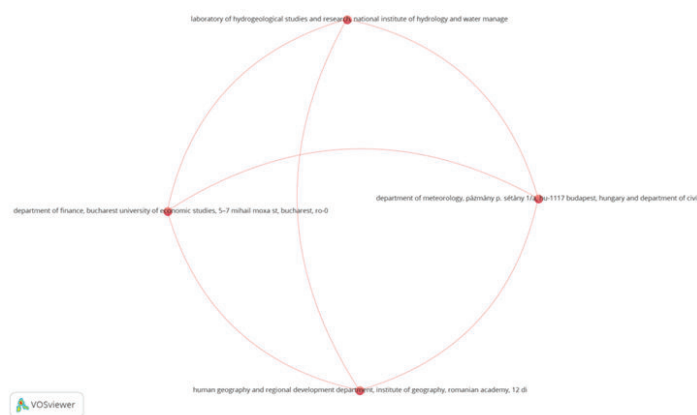 laboratory of hydrogeological studies and research, national institute of hydrology and water manage
department of meteorology, pázmány p. sétány 1/a, hu-1117 budapest, hungary and department of civi
department of finance, bucharest university of economic studies, 5–7 mihail moxa st, bucharest, ro-0
human geography and regional development department, institute of geography, romanian academy, 12 di
VOSviewer